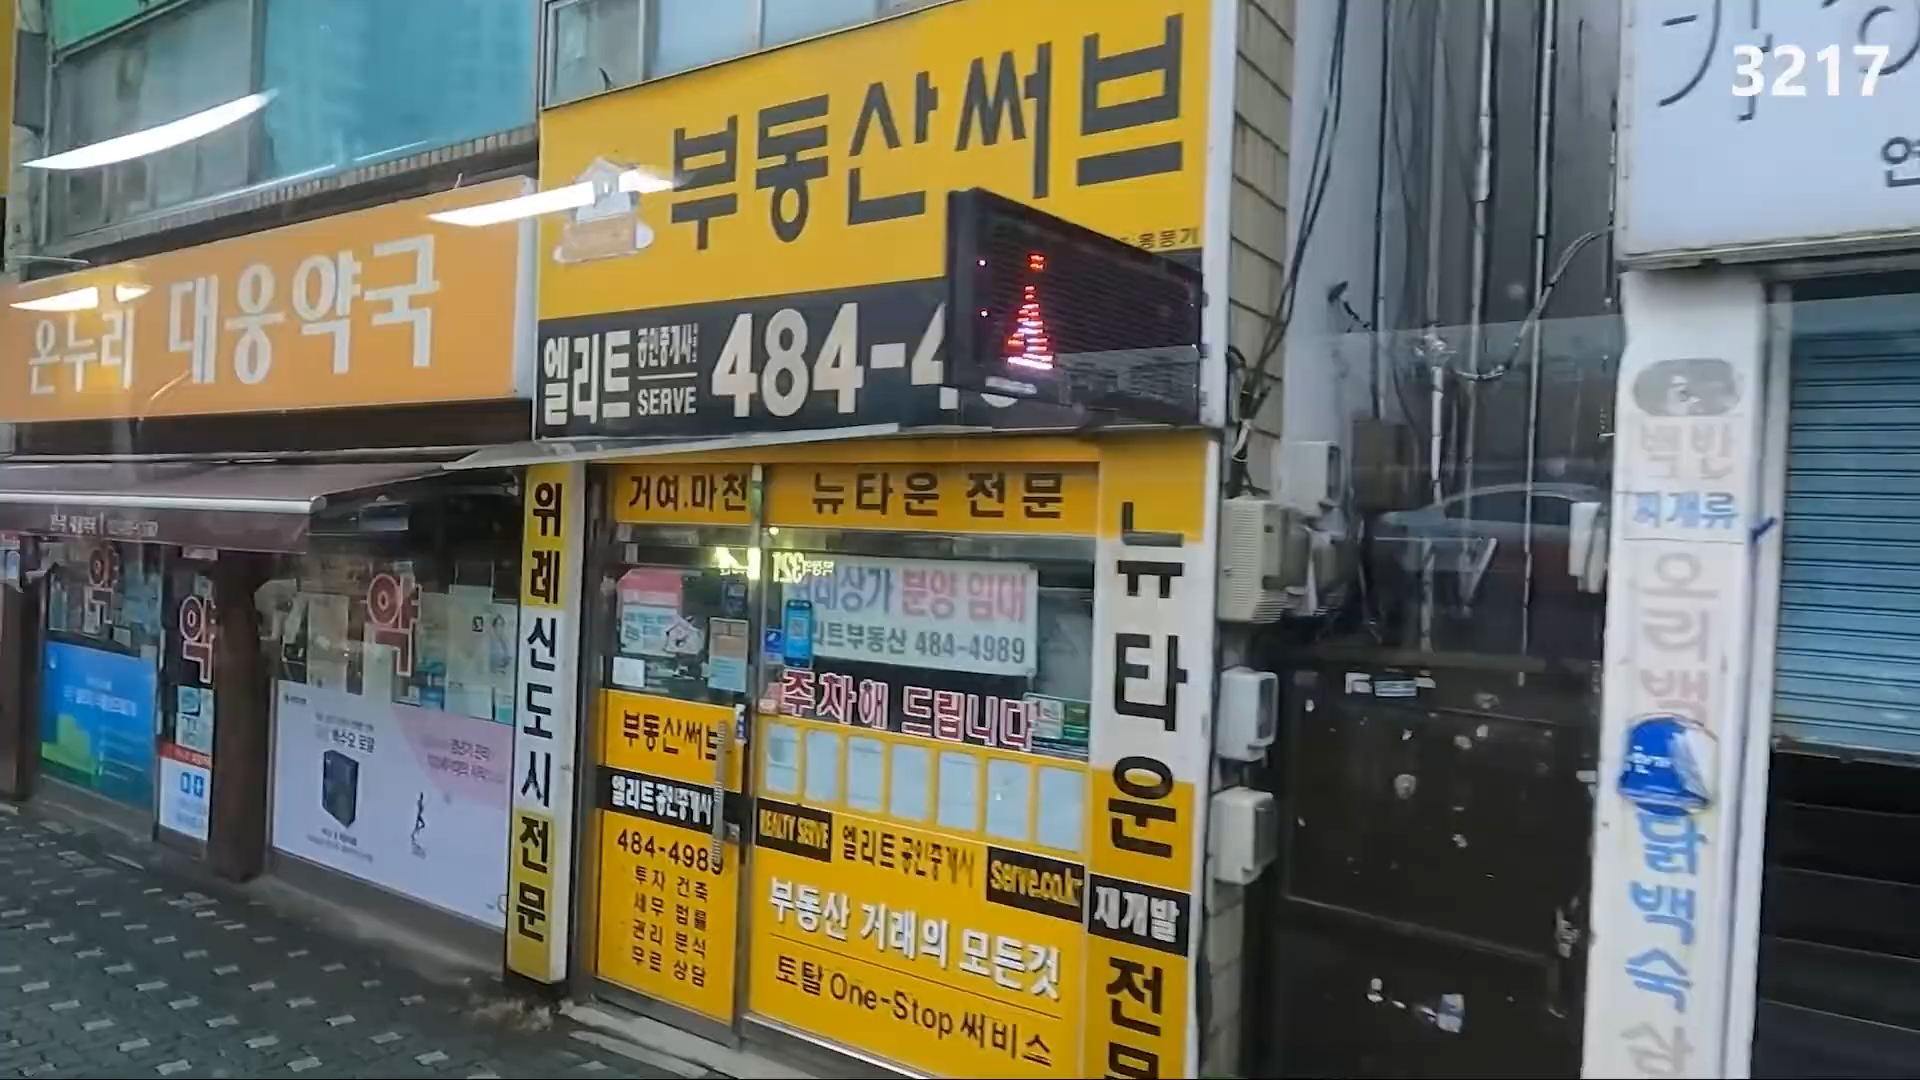 3217
부동산써브
온누리 대웅약국
엘리트 공인중개사
SERVE
484-4
거여.마천
뉴타운 전문
위례신도시전문
뉴타운
재개발
전문
상가 분양 임대
리트부동산 484-4989
주차해 드립니다
약
약
약
부동산써브
엘리트공인중개사
484-4989
투자 건축
세무 법률
권리 분석
무료 상담
REALTY SERVE
엘리트 공인중개사
Serve.co.kr
부동산 거래의 모든것
토탈 One-Stop 써비스
백반
찌개류
오리백
닭백숙